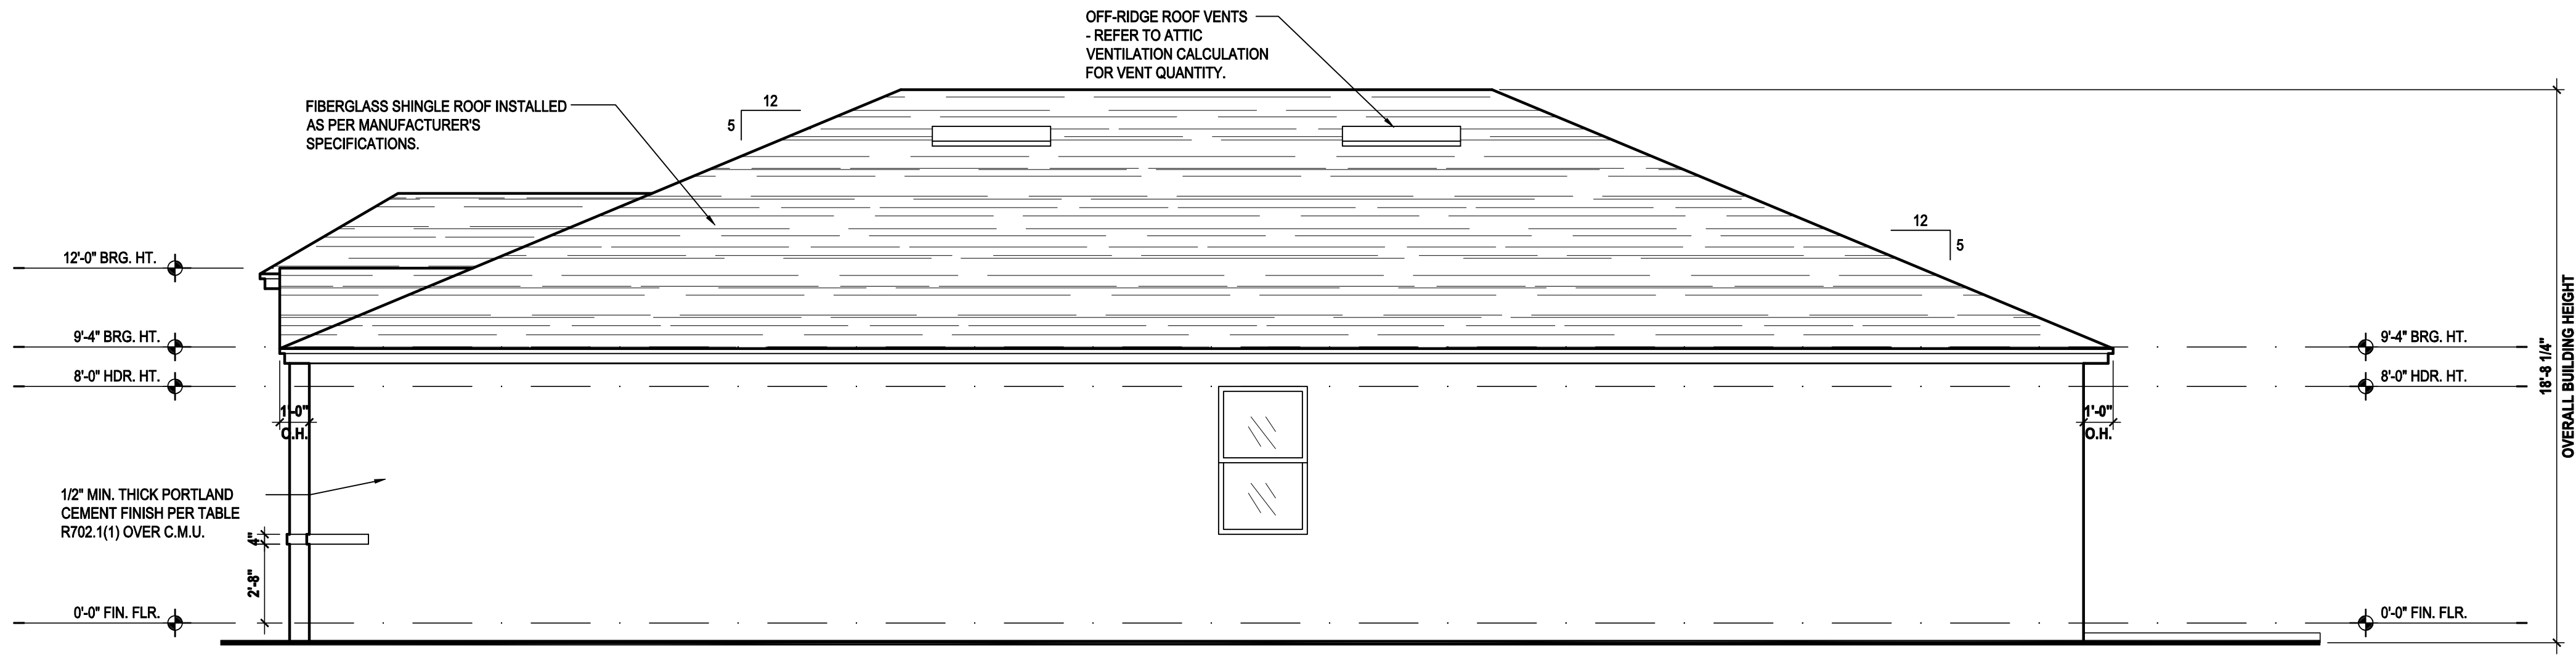 OFF-RIDGE ROOF VENTS
- REFER TO ATTIC
VENTILATION CALCULATION
FOR VENT QUANTITY.
FIBERGLASS SHINGLE ROOF INSTALLED
AS PER MANUFACTURER'S
SPECIFICATIONS.
12
5
12
5
12'-0" BRG. HT.
9'-4" BRG. HT.
8'-0" HDR. HT.
1'-0"
O.H.
1/2" MIN. THICK PORTLAND
CEMENT FINISH PER TABLE
R702.1(1) OVER C.M.U.
4"
2'-8"
0'-0" FIN. FLR.
9'-4" BRG. HT.
8'-0" HDR. HT.
1'-0"
O.H.
0'-0" FIN. FLR.
18'-8 1/4"
OVERALL BUILDING HEIGHT